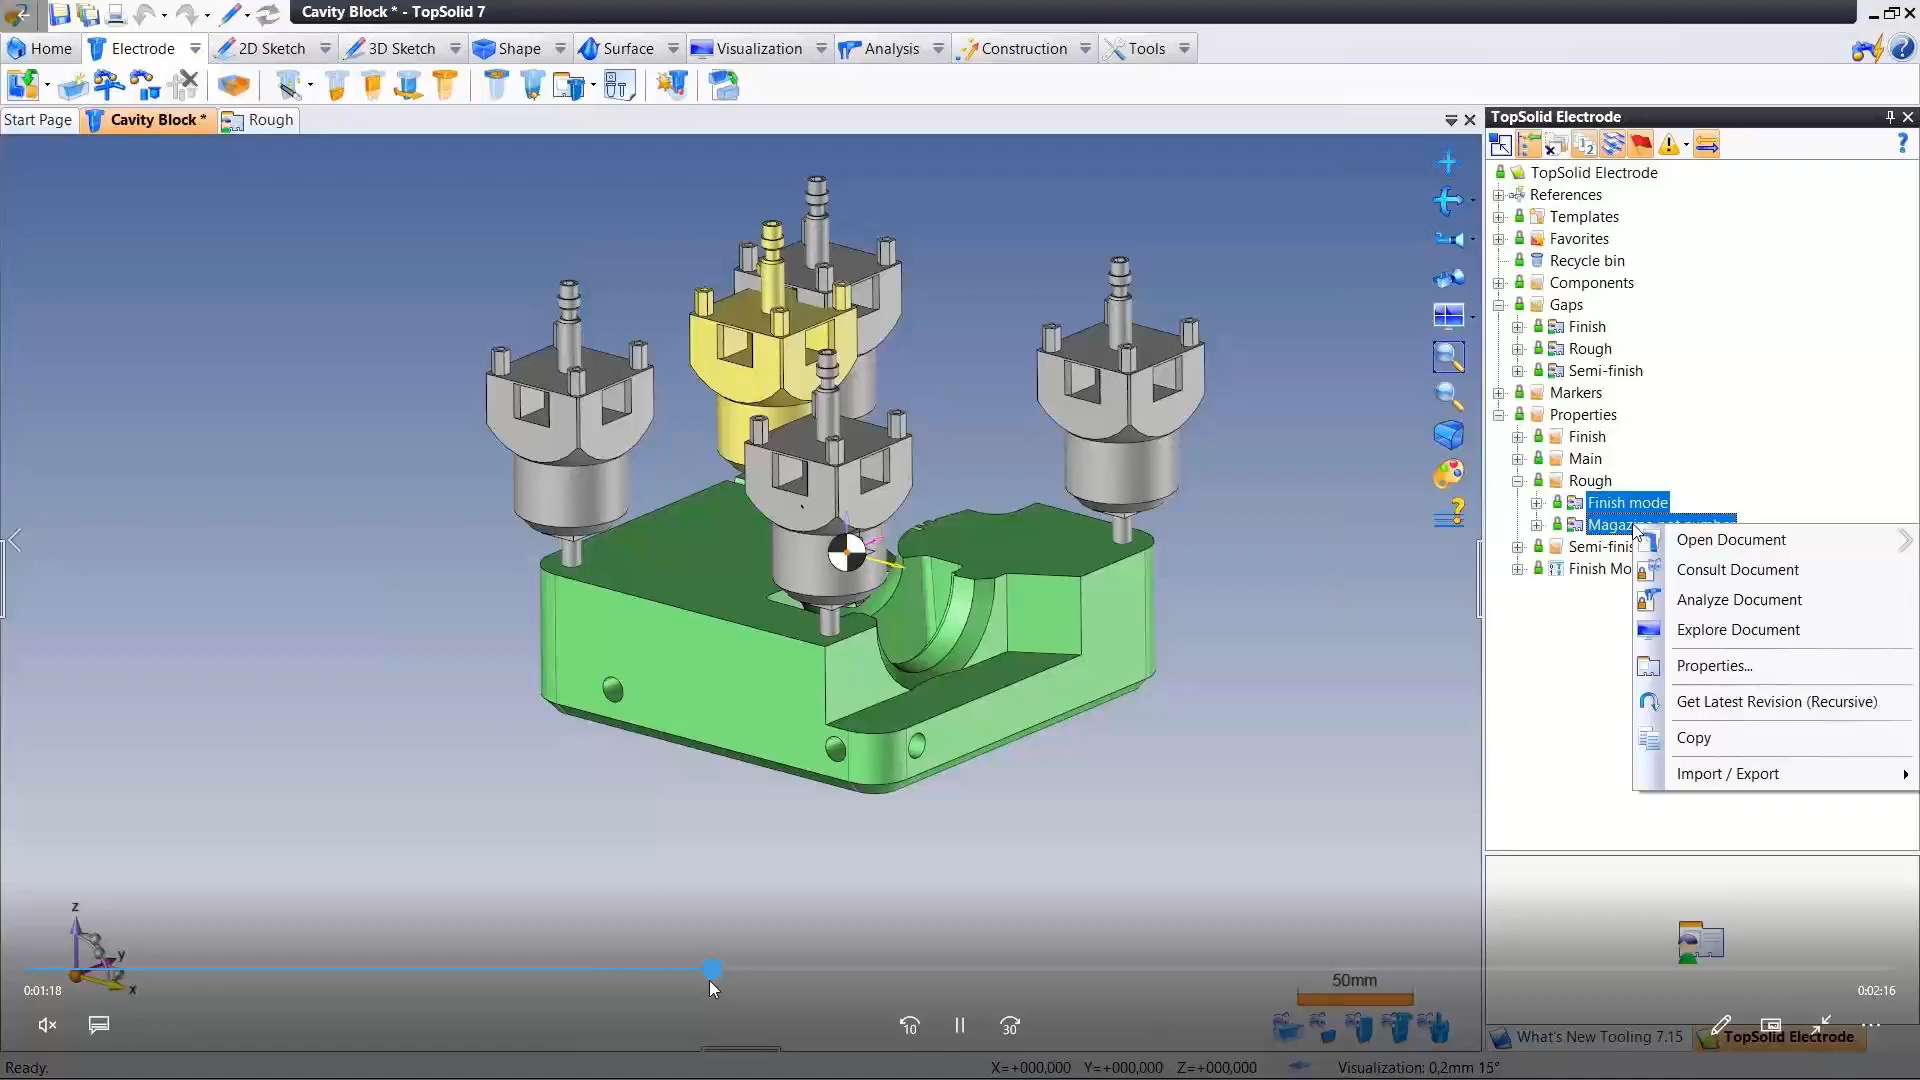 Cavity Block * - TopSolid 7
Home
Electrode
2D Sketch
3D Sketch
Shape
Surface
Visualization
Analysis
Construction
Tools
Start Page
Cavity Block *
Rough
TopSolid Electrode
TopSolid Electrode
References
Templates
Favorites
Recycle bin
Components
Gaps
Finish
Rough
Semi-finish
Markers
Properties
Finish
Main
Rough
Finish mode
Open Document
Consult Document
Analyze Document
Explore Document
Properties...
Get Latest Revision (Recursive)
Copy
Import / Export
z
y
x
50mm
0:01:18
0:02:16
10
30
What's New Tooling 7.15
TopSolid Electrode
Ready.
X=+000,000 Y=+000,000 Z=+000,000
Visualization: 0,2mm 15°